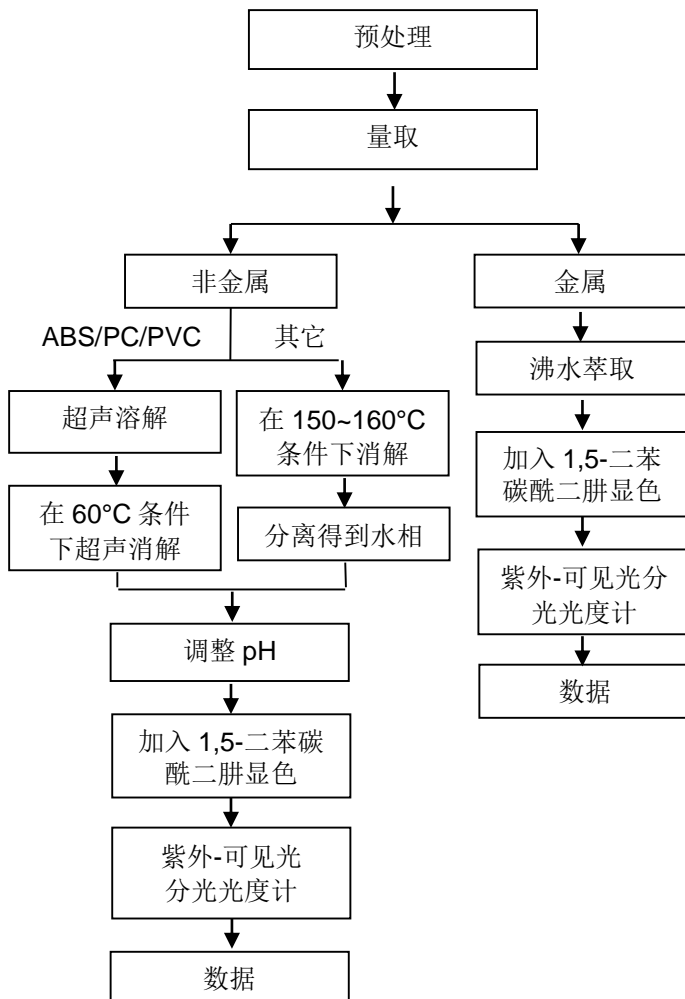 预处理
量取
非金属
金属
ABS/PC/PVC
其它
超声溶解
在 150~160°C
条件下消解
在 60°C 条件
下超声消解
分离得到水相
调整 pH
加入 1,5-二苯碳
酰二肼显色
紫外-可见光
分光光度计
数据
沸水萃取
加入 1,5-二苯
碳酰二肼显色
紫外-可见光分
光光度计
数据